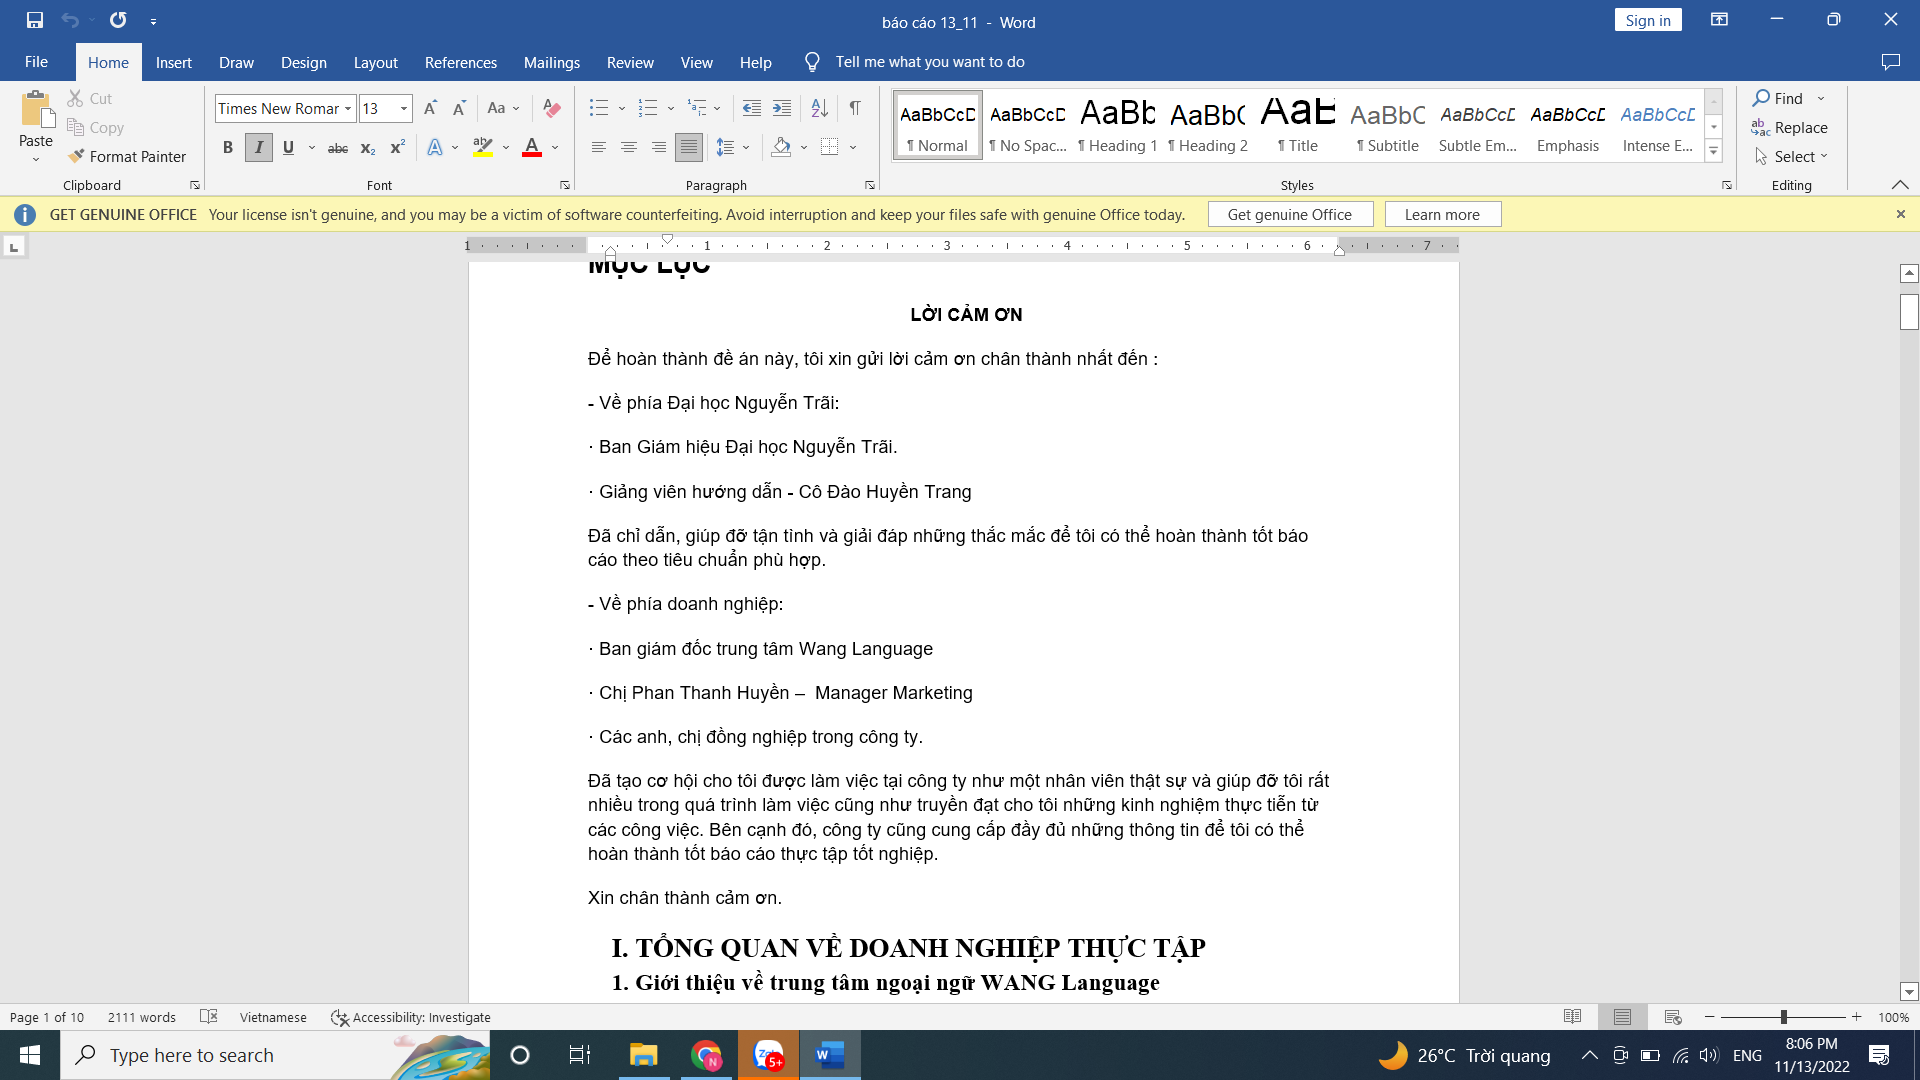 báo cáo 13_11 - Word
Sign in
File Home Insert Draw Design Layout References Mailings Review View Help Tell me what you want to do
Paste
Cut
Copy
Format Painter
Clipboard
Times New Romar 13
Font
Paragraph
AaBbCcD AaBbCcD AaBb AaBbC AaB AaBbC AaBbCcD AaBbCcD AaBbCcD
¶ Normal ¶ No Spac... ¶ Heading 1 ¶ Heading 2 ¶ Title ¶ Subtitle Subtle Em... Emphasis Intense E...
Styles
Find
Replace
Select
Editing
GET GENUINE OFFICE Your license isn't genuine, and you may be a victim of software counterfeiting. Avoid interruption and keep your files safe with genuine Office today. Get genuine Office Learn more
1 1 2 3 4 5 6 7
MỤC LỤC
LỜI CẢM ƠN
Để hoàn thành đề án này, tôi xin gửi lời cảm ơn chân thành nhất đến :
- Về phía Đại học Nguyễn Trãi:
· Ban Giám hiệu Đại học Nguyễn Trãi.
· Giảng viên hướng dẫn - Cô Đào Huyền Trang
Đã chỉ dẫn, giúp đỡ tận tình và giải đáp những thắc mắc để tôi có thể hoàn thành tốt báo
cáo theo tiêu chuẩn phù hợp.
- Về phía doanh nghiệp:
· Ban giám đốc trung tâm Wang Language
· Chị Phan Thanh Huyền – Manager Marketing
· Các anh, chị đồng nghiệp trong công ty.
Đã tạo cơ hội cho tôi được làm việc tại công ty như một nhân viên thật sự và giúp đỡ tôi rất
nhiều trong quá trình làm việc cũng như truyền đạt cho tôi những kinh nghiệm thực tiễn từ
các công việc. Bên cạnh đó, công ty cũng cung cấp đầy đủ những thông tin để tôi có thể
hoàn thành tốt báo cáo thực tập tốt nghiệp.
Xin chân thành cảm ơn.
I. TỔNG QUAN VỀ DOANH NGHIỆP THỰC TẬP
1. Giới thiệu về trung tâm ngoại ngữ WANG Language
Page 1 of 10 2111 words Vietnamese Accessibility: Investigate 100%
Type here to search
26°C Trời quang ENG
8:06 PM
11/13/2022